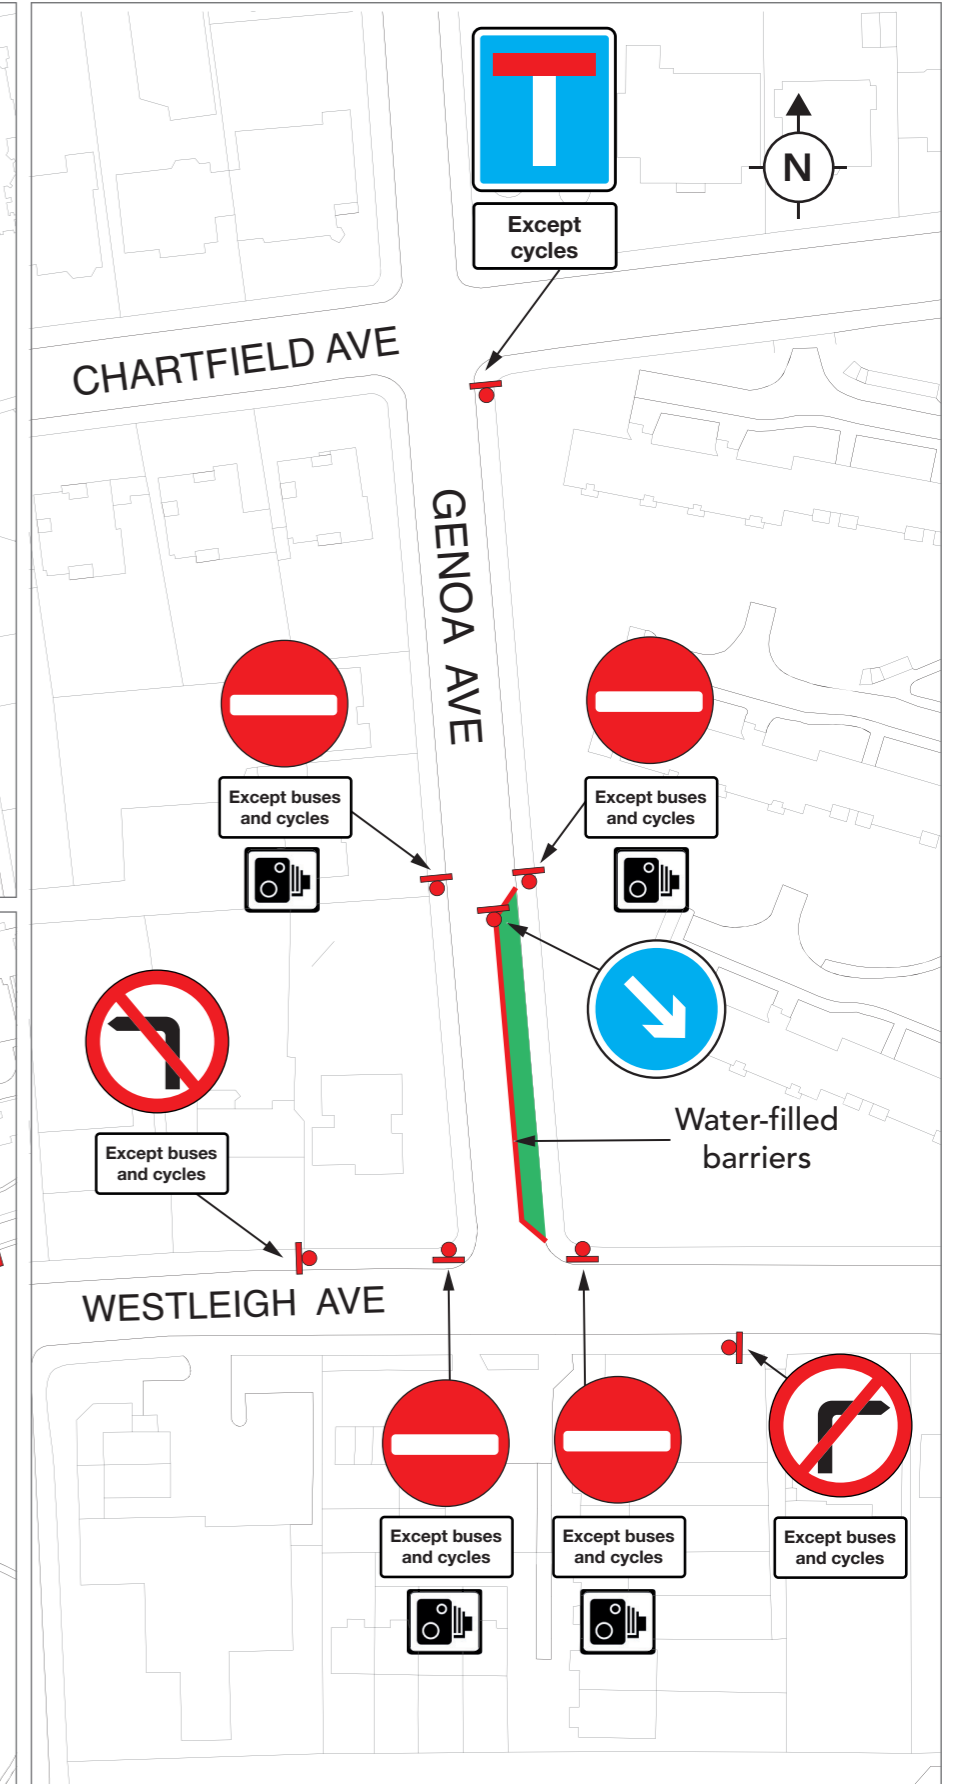 Except
cycles
N
CHARTFIELD AVE
GENOA AVE
Except buses
and cycles
Except buses
and cycles
Water-filled
barriers
Except buses
and cycles
WESTLEIGH AVE
Except buses
and cycles
Except buses
and cycles
Except buses
and cycles